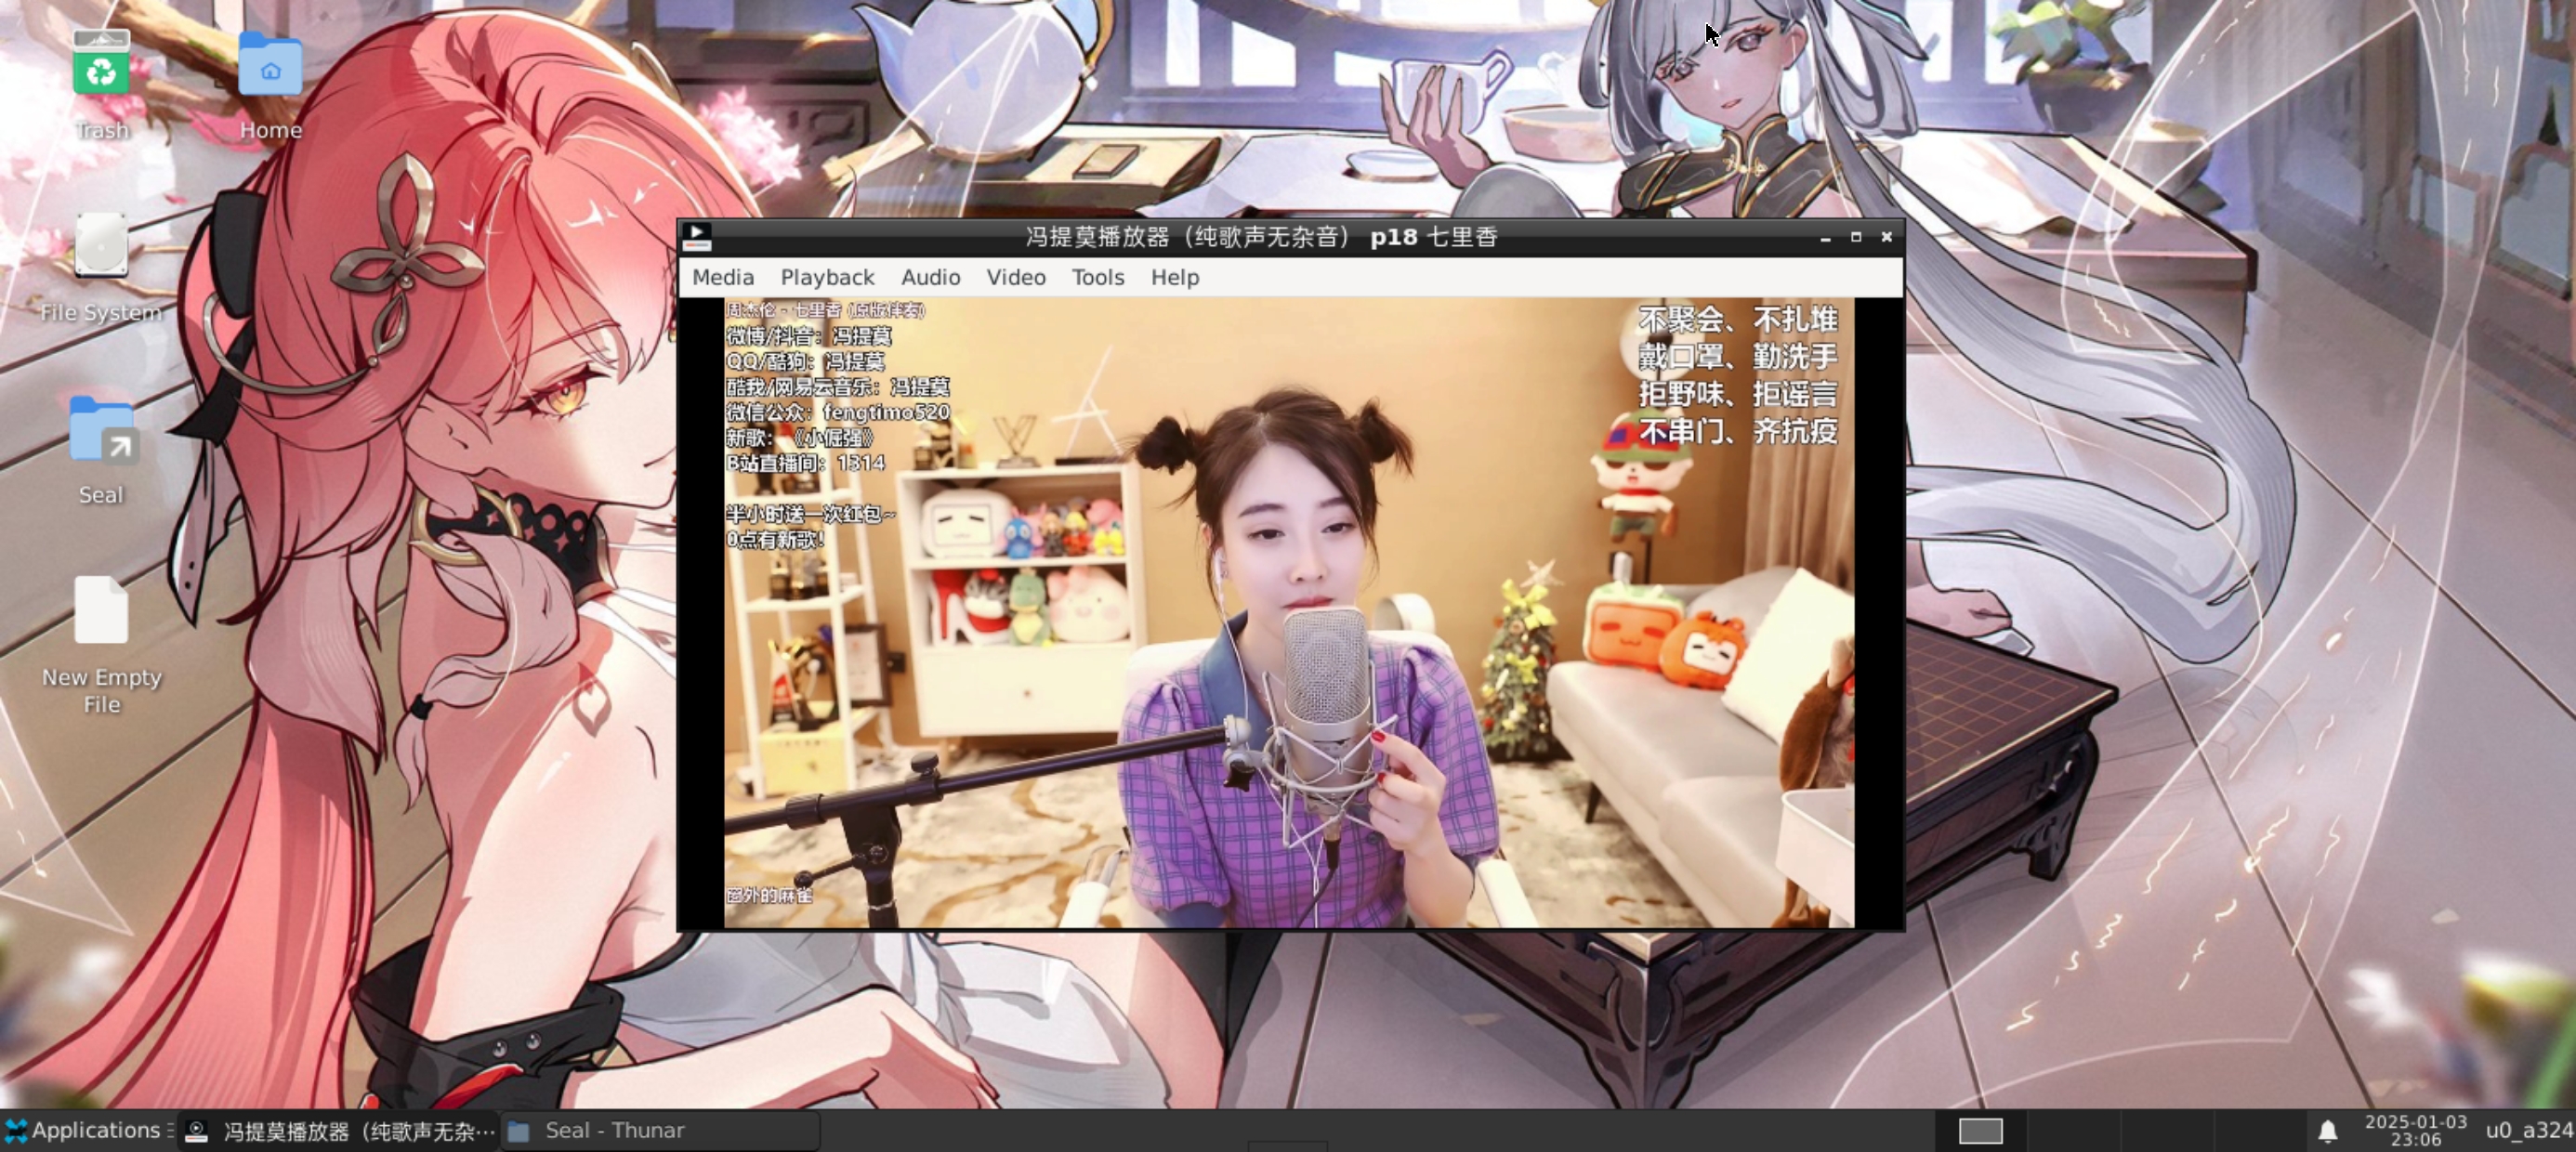 Trash
Home
File System
Seal
New Empty
File
冯提莫播放器（纯歌声无杂音） p18 七里香
Media Playback Audio Video Tools Help
周杰伦 - 七里香 (原版伴奏)
微博/抖音：冯提莫
QQ/酷狗：冯提莫
酷我/网易云音乐：冯提莫
微信公众：fengtimo520
新歌：《小倔强》
B站直播间：1314
半小时送一次红包~
0点有新歌！
不聚会、不扎堆
戴口罩、勤洗手
拒野味、拒谣言
不串门、齐抗疫
窗外的麻雀
Applications
冯提莫播放器（纯歌声无杂…
Seal - Thunar
2025-01-03
23:06
u0_a324